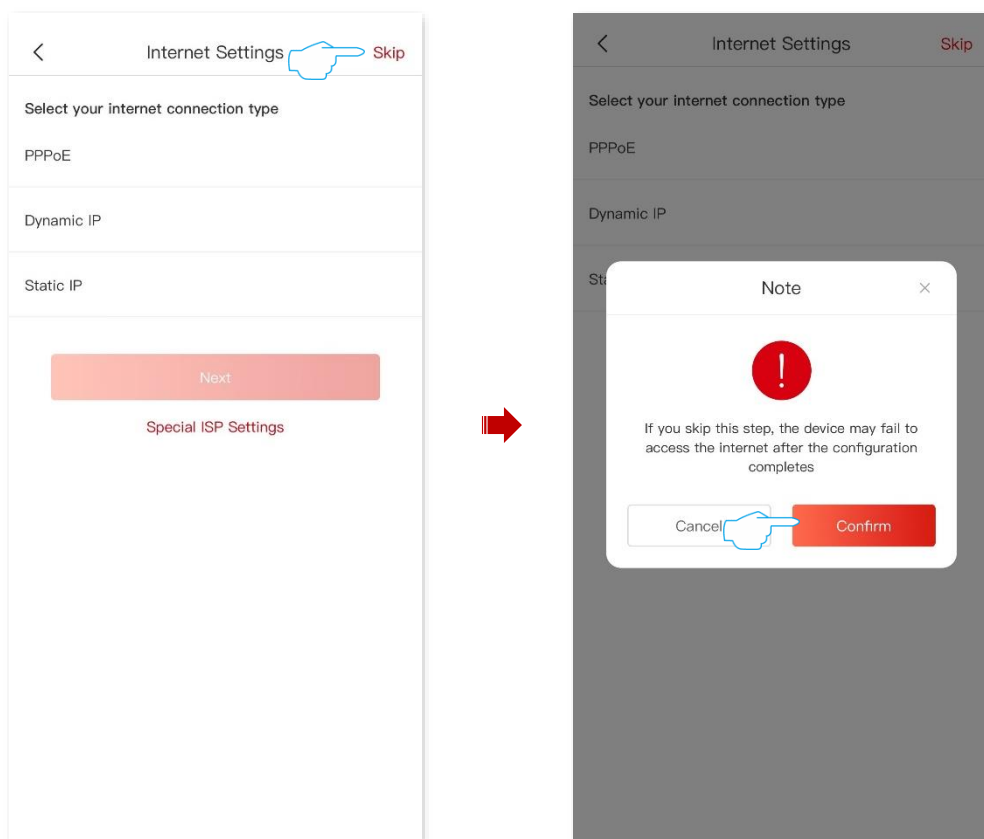 Internet Settings
Skip
Select your internet connection type
PPPoE
Dynamic IP
Static IP
Next
Special ISP Settings
Internet Settings
Skip
Select your internet connection type
PPPoE
Dynamic IP
Note
If you skip this step, the device may fail to
access the internet after the configuration
completes
Cancel
Confirm